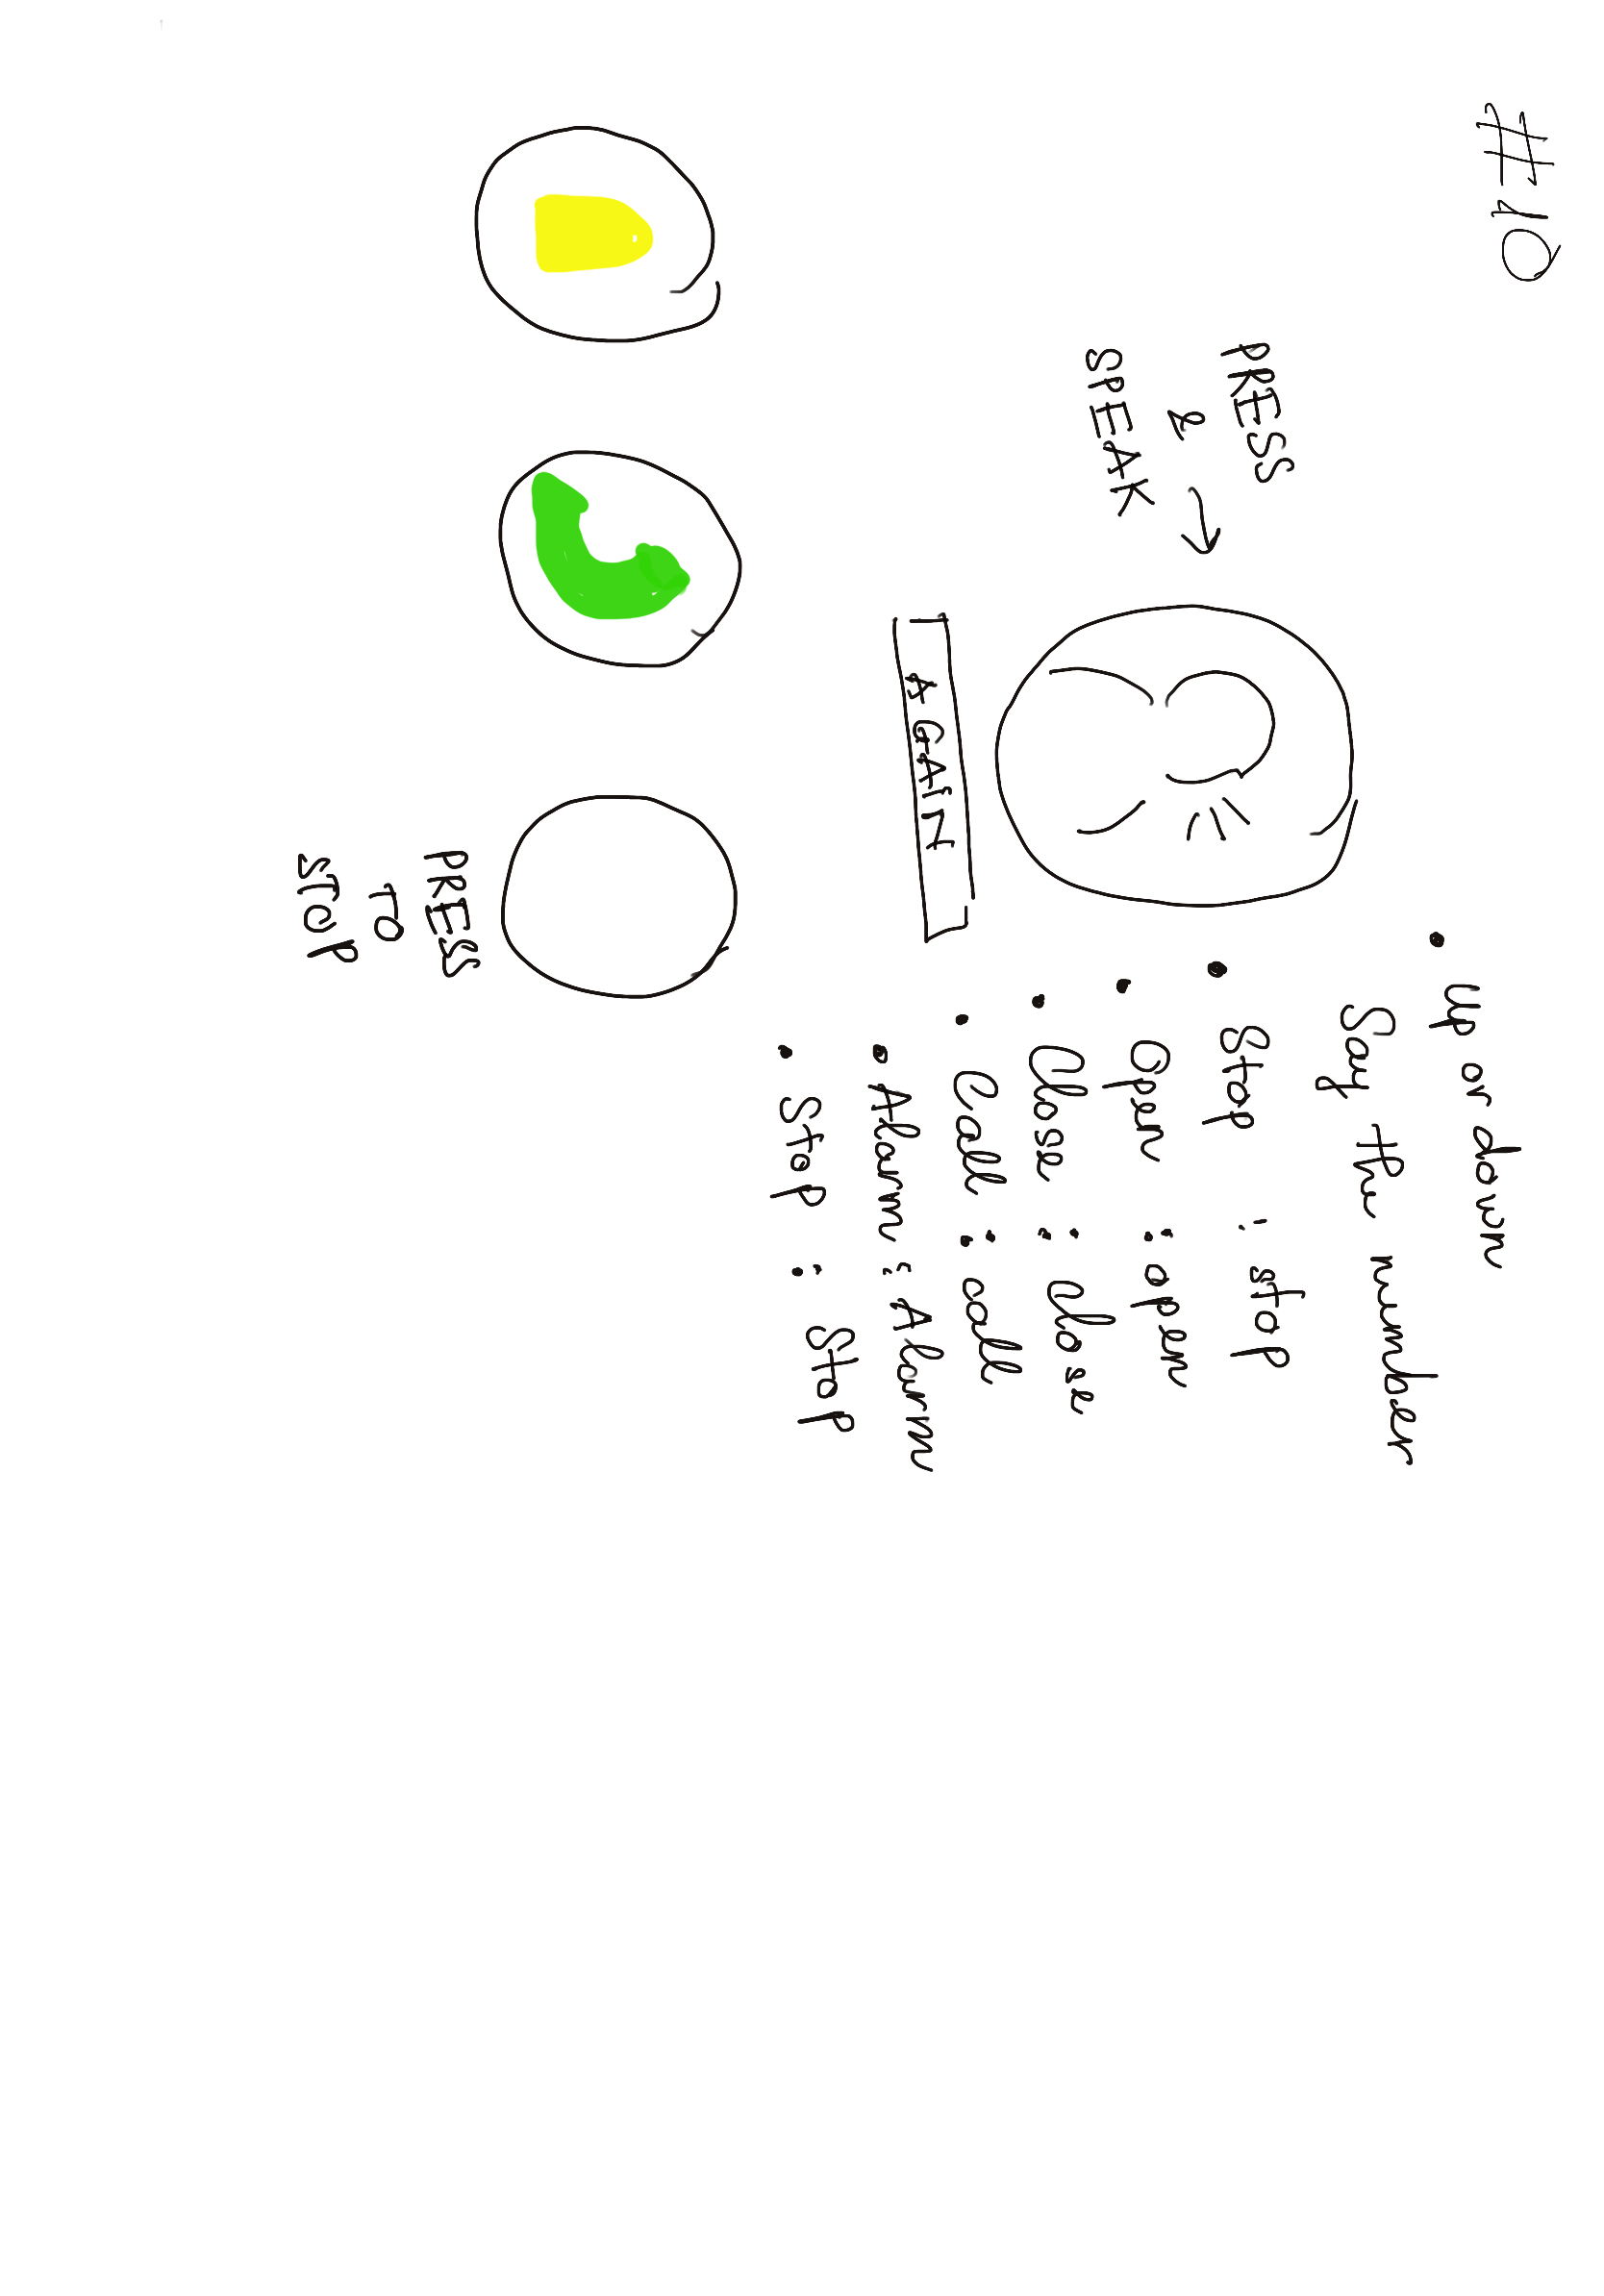 #10
PRESS
&
SPEAK
AGAIN
• Up or down
Say the number
• Stop : stop
• Open : open
• Close : close
• Call : call
• Alarm : Alarm
• Stop : Stop
PRESS
TO
STOP